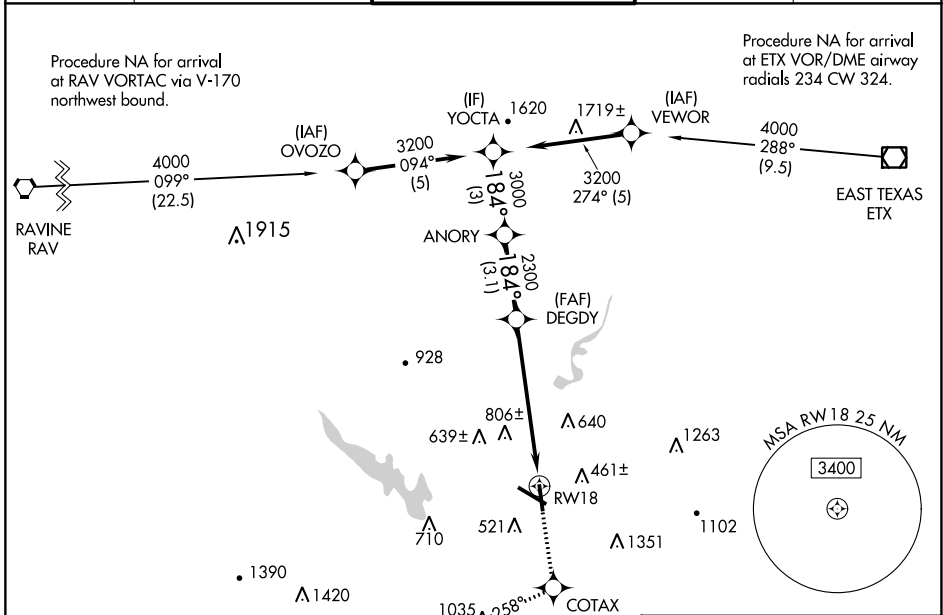 Procedure NA for arrival
at RAV VORTAC via V-170
northwest bound.
Procedure NA for arrival
at ETX VOR/DME airway
radials 234 CW 324.
(IF)
YOCTA
1620
1719±
(IAF)
VEWOR
(IAF)
OVOZO
3200
094°
(5)
4000
288°
(9.5)
4000
099°
(22.5)
3200
274° (5)
EAST TEXAS
ETX
RAVINE
RAV
3000
184°
(3)
1915
ANORY
2300
184°
(3.1)
(FAF)
DEGDY
928
806±
640
639±
1263
MSA RW18 25 NM
3400
461±
RW18
521
710
1102
1351
1390
1420
1035
258°
COTAX